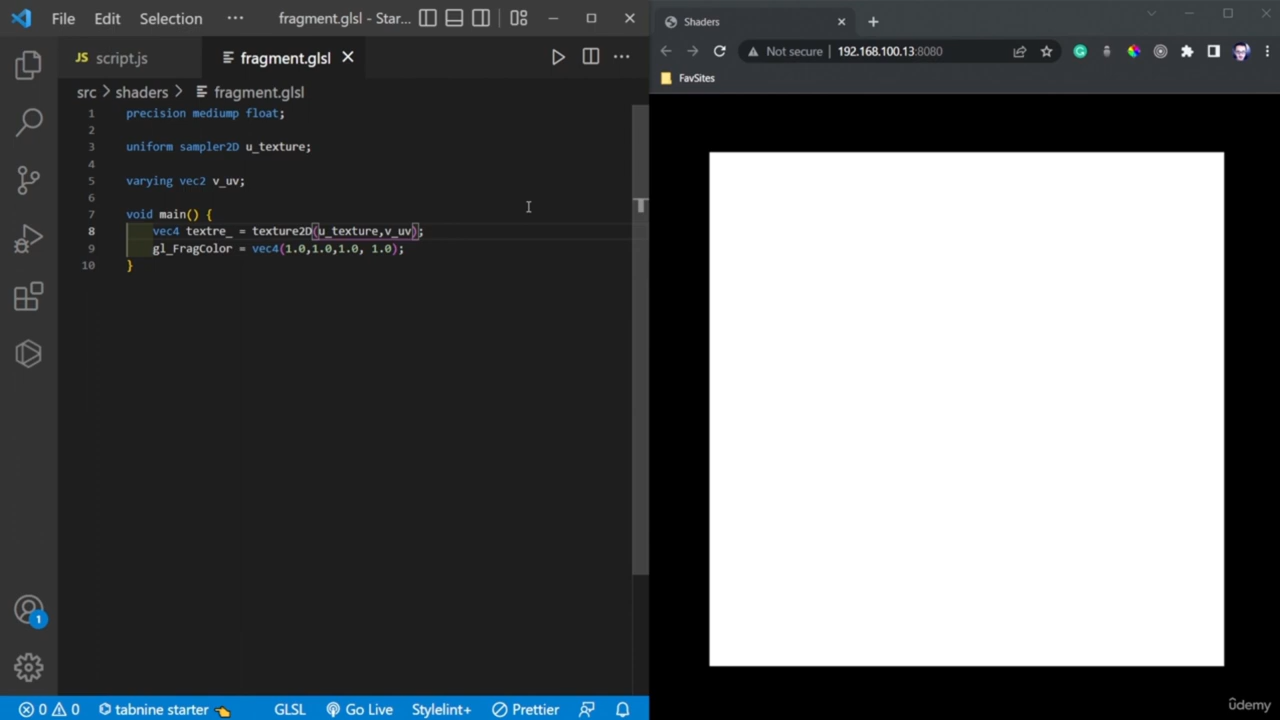 File Edit Selection ··· fragment.glsl - Star...
JS script.js fragment.glsl
src > shaders > fragment.glsl
1 precision mediump float;
2
3 uniform sampler2D u_texture;
4
5 varying vec2 v_uv;
6
7 void main() {
8 vec4 textre_ = texture2D(u_texture,v_uv);
9 gl_FragColor = vec4(1.0,1.0,1.0, 1.0);
10 }
1
0 0 tabnine starter GLSL Go Live Stylelint+ Prettier
Shaders
Not secure | 192.168.100.13:8080
FavSites
T
ûdemy